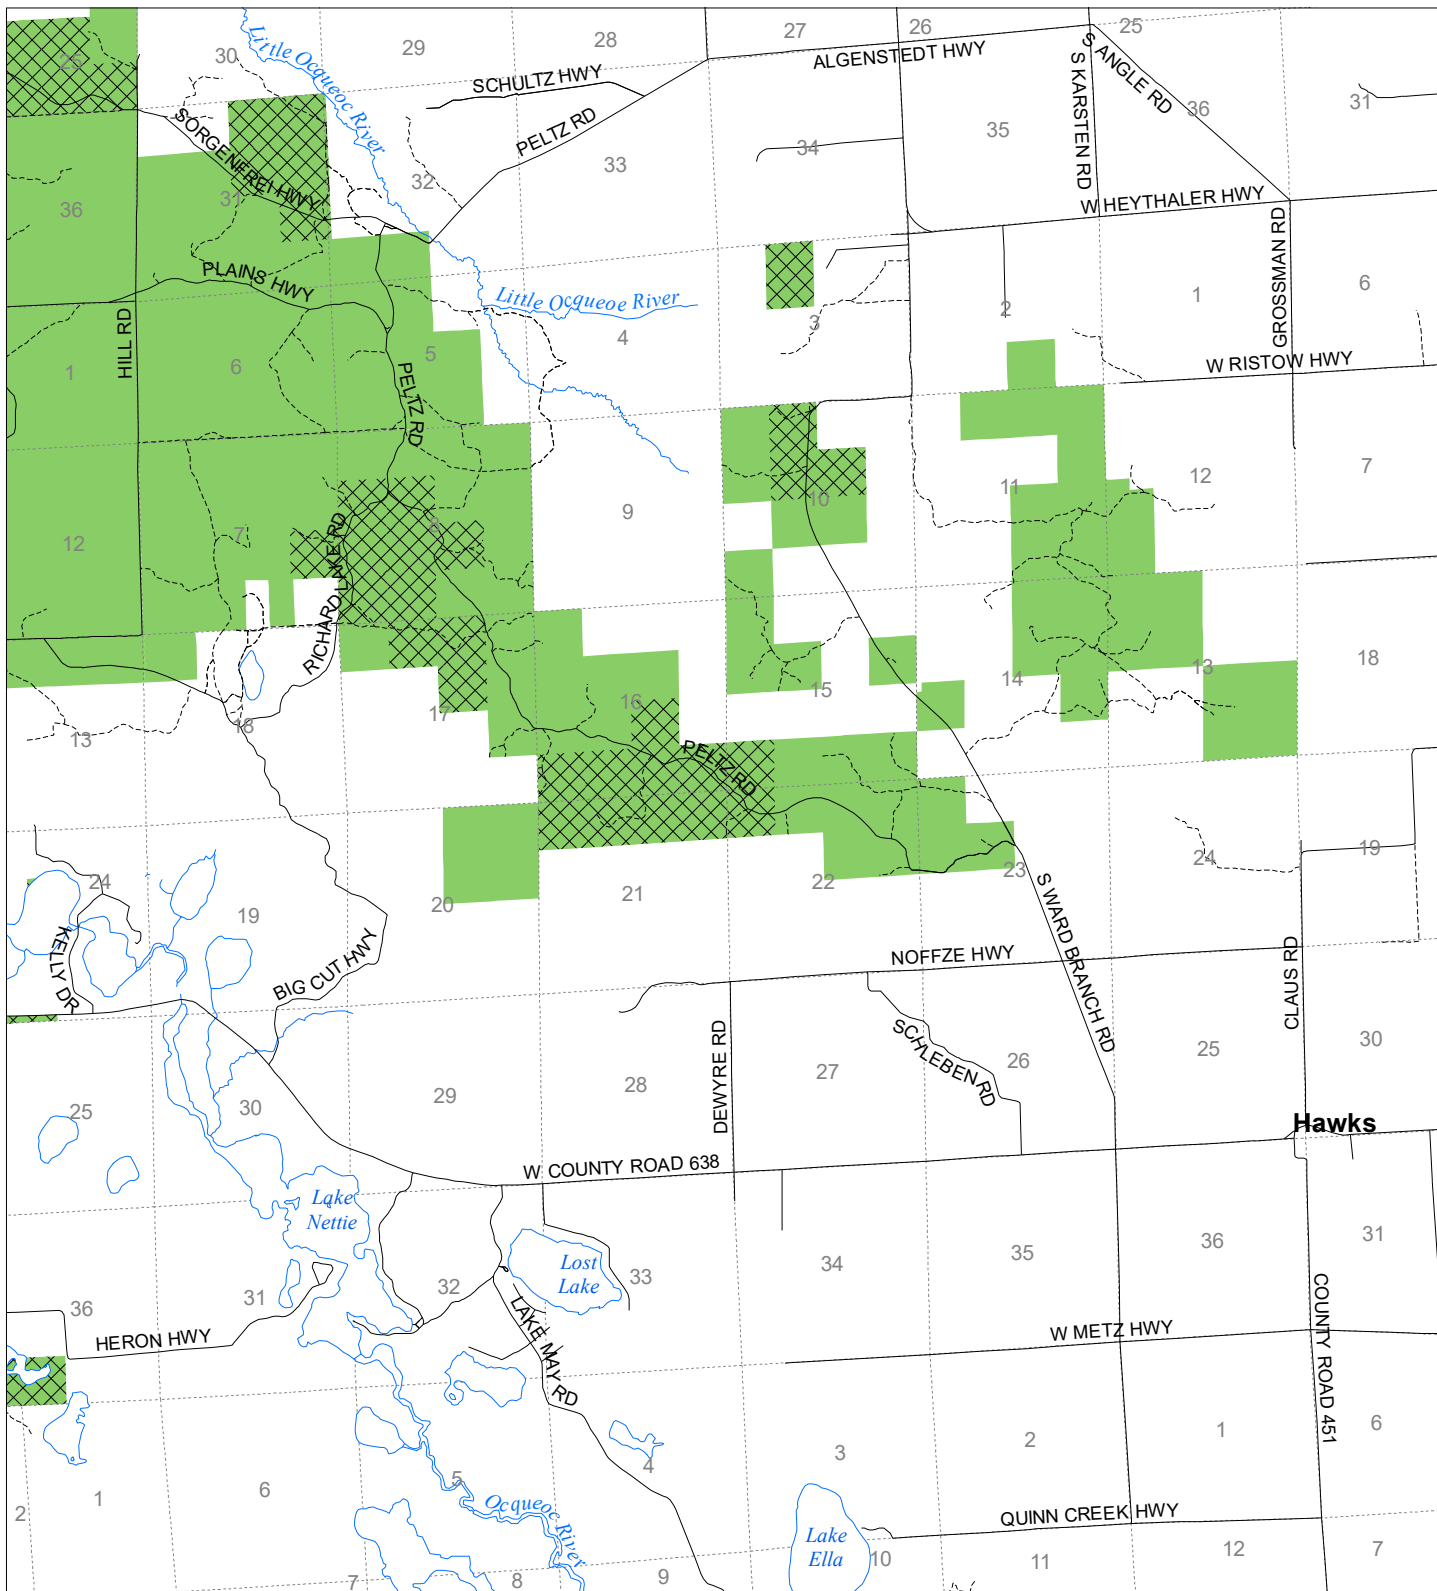 25
30
29
28
27
26
25
Little Ocqueoc River
SCHULTZ HWY
ALGENSTEDT HWY
S ANGLE RD
S KARSTEN RD
PELTZ RD
SORGENFREI HWY
36
31
32
33
34
35
36
31
W HEYTHALER HWY
GROSSMAN RD
PLAINS HWY
Little Ocqueoc River
HILL RD
1
6
5
4
3
2
1
6
W RISTOW HWY
PELTZ RD
12
7
8
9
10
11
12
7
RICHARD LAKE RD
13
18
17
16
15
14
13
18
PELTZ RD
24
19
20
21
22
23
24
19
KELLY DR
BIG CUT HWY
S WARD BRANCH RD
NOFFZE HWY
CLAUS RD
DEWYRE RD
SCHLEBEN RD
25
30
29
28
27
26
25
30
Hawks
W COUNTY ROAD 638
Lake
Nettie
Lost
Lake
36
31
32
33
34
35
36
31
HERON HWY
LAKE MAY RD
W METZ HWY
COUNTY ROAD 451
2
1
6
5
4
3
2
1
6
Ocqueoc River
QUINN CREEK HWY
Lake
Ella
7
8
9
10
11
12
7